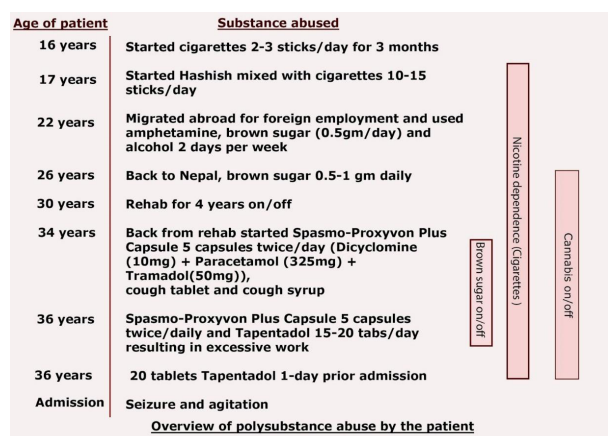 Age of patient Substance abused
16 years Started cigarettes 2-3 sticks/day for 3 months
17 years Started Hashish mixed with cigarettes 10-15
sticks/day
22 years Migrated abroad for foreign employment and used
amphetamine, brown sugar (0.5gm/day) and
alcohol 2 days per week
26 years Back to Nepal, brown sugar 0.5-1 gm daily
30 years Rehab for 4 years on/off
34 years Back from rehab started Spasmo-Proxyvon Plus
Capsule 5 capsules twice/day (Dicyclomine
(10mg) + Paracetamol (325mg) +
Tramadol(50mg)),
cough tablet and cough syrup
36 years Spasmo-Proxyvon Plus Capsule 5 capsules
twice/daily and Tapentadol 15-20 tabs/day
resulting in excessive work
36 years 20 tablets Tapentadol 1-day prior admission
Admission Seizure and agitation
Brown sugar on/off
Nicotine dependence (Cigarettes )
Cannabis on/off
Overview of polysubstance abuse by the patient